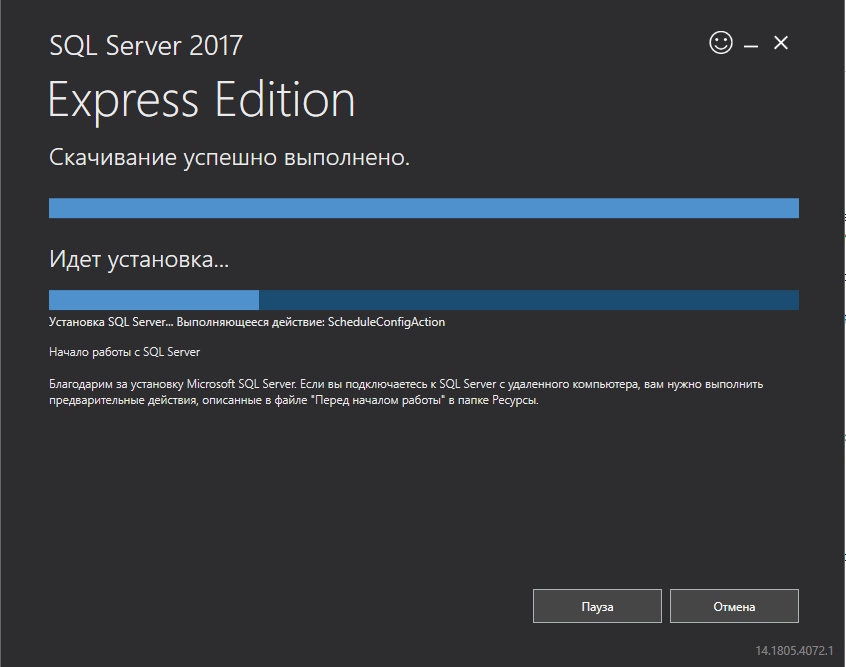 SQL Server 2017
Express Edition
Скачивание успешно выполнено.
Идет установка...
Установка SQL Server... Выполняющееся действие: ScheduleConfigAction
Начало работы с SQL Server
Благодарим за установку Microsoft SQL Server. Если вы подключаетесь к SQL Server с удаленного компьютера, вам нужно выполнить
предварительные действия, описанные в файле "Перед началом работы" в папке Ресурсы.
Пауза
Отмена
14.1805.4072.1